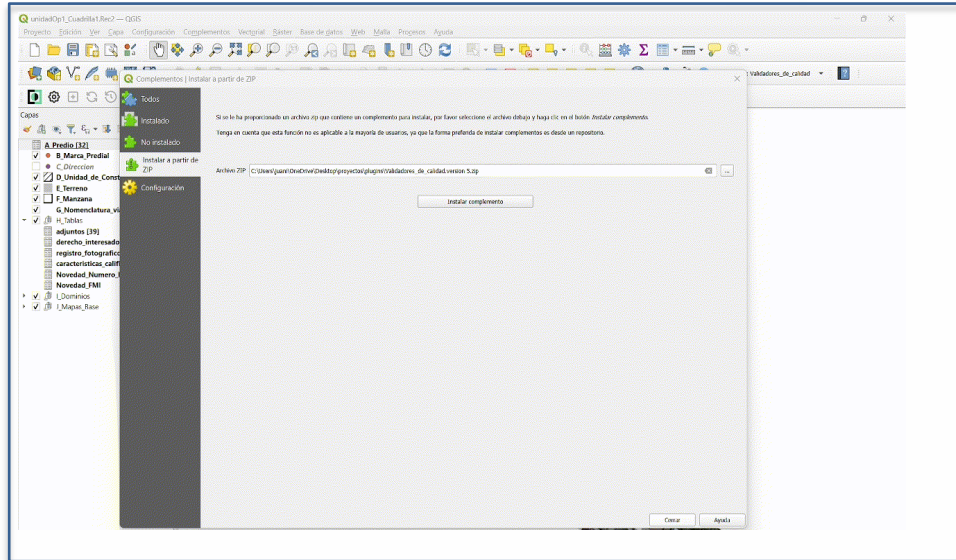 unidadOp1_Cuadrilla1.Rec2 — QGIS
Proyecto Edición Ver Capa Configuración Complementos Vectorial Ráster Base de datos Web Malla Procesos Ayuda
Validadores_de_calidad
Complementos | Instalar a partir de ZIP
Capas
A_Predio [32]
B_Marca_Predial
C_Direccion
D_Unidad_de_Const
E_Terreno
F_Manzana
G_Nomenclatura_vi
H_Tablas
adjuntos [39]
derecho_interesado
registro_fotografico
caracteristicas_calif
Novedad_Numero_
Novedad_FMI
I_Dominios
J_Mapas_Base
Todos
Instalado
No instalado
Instalar a partir de
ZIP
Configuración
Si se le ha proporcionado un archivo zip que contiene un complemento para instalar, por favor seleccione el archivo debajo y haga clic en el botón Instalar complemento.
Tenga en cuenta que esta función no es aplicable a la mayoría de usuarios, ya que la forma preferida de instalar complementos es desde un repositorio.
Archivo ZIP C:\Users\juanr\OneDrive\Desktop\proyectos\plugins\Validadores_de_calidad.version 5.zip
...
Instalar complemento
Cerrar Ayuda